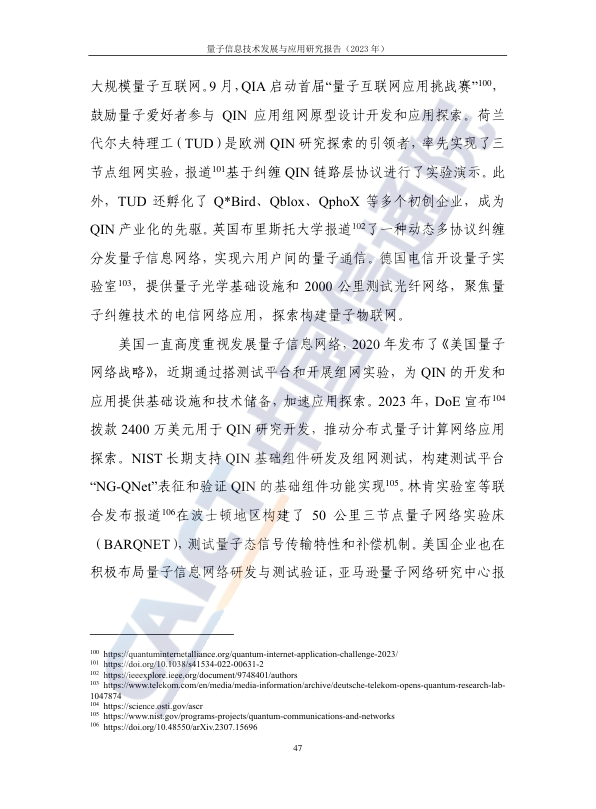 量子信息技术发展与应用研究报告（2023 年）
大规模量子互联网。9 月，QIA 启动首届“量子互联网应用挑战赛”100，
鼓励量子爱好者参与 QIN 应用组网原型设计开发和应用探索。荷兰
代尔夫特理工（TUD）是欧洲 QIN 研究探索的引领者，率先实现了三
节点组网实验，报道101基于纠缠 QIN 链路层协议进行了实验演示。此
外，TUD 还孵化了 Q*Bird、Qblox、QphoX 等多个初创企业，成为
QIN 产业化的先驱。英国布里斯托大学报道102了一种动态多协议纠缠
分发量子信息网络，实现六用户间的量子通信。德国电信开设量子实
验室103，提供量子光学基础设施和 2000 公里测试光纤网络，聚焦量
子纠缠技术的电信网络应用，探索构建量子物联网。
美国一直高度重视发展量子信息网络，2020 年发布了《美国量子
网络战略》，近期通过搭测试平台和开展组网实验，为 QIN 的开发和
应用提供基础设施和技术储备，加速应用探索。2023 年，DoE 宣布104
拨款 2400 万美元用于 QIN 研究开发，推动分布式量子计算网络应用
探索。NIST 长期支持 QIN 基础组件研发及组网测试，构建测试平台
“NG-QNet”表征和验证 QIN 的基础组件功能实现105。林肯实验室等联
合发布报道106在波士顿地区构建了 50 公里三节点量子网络实验床
（BARQNET），测试量子态信号传输特性和补偿机制。美国企业也在
积极布局量子信息网络研发与测试验证，亚马逊量子网络研究中心报
100 https://quantuminternetalliance.org/quantum-internet-application-challenge-2023/
101 https://doi.org/10.1038/s41534-022-00631-2
102 https://ieeexplore.ieee.org/document/9748401/authors
103 https://www.telekom.com/en/media/media-information/archive/deutsche-telekom-opens-quantum-research-lab-
1047874
104 https://science.osti.gov/ascr
105 https://www.nist.gov/programs-projects/quantum-communications-and-networks
106 https://doi.org/10.48550/arXiv.2307.15696
47
CAICT 中国信通院